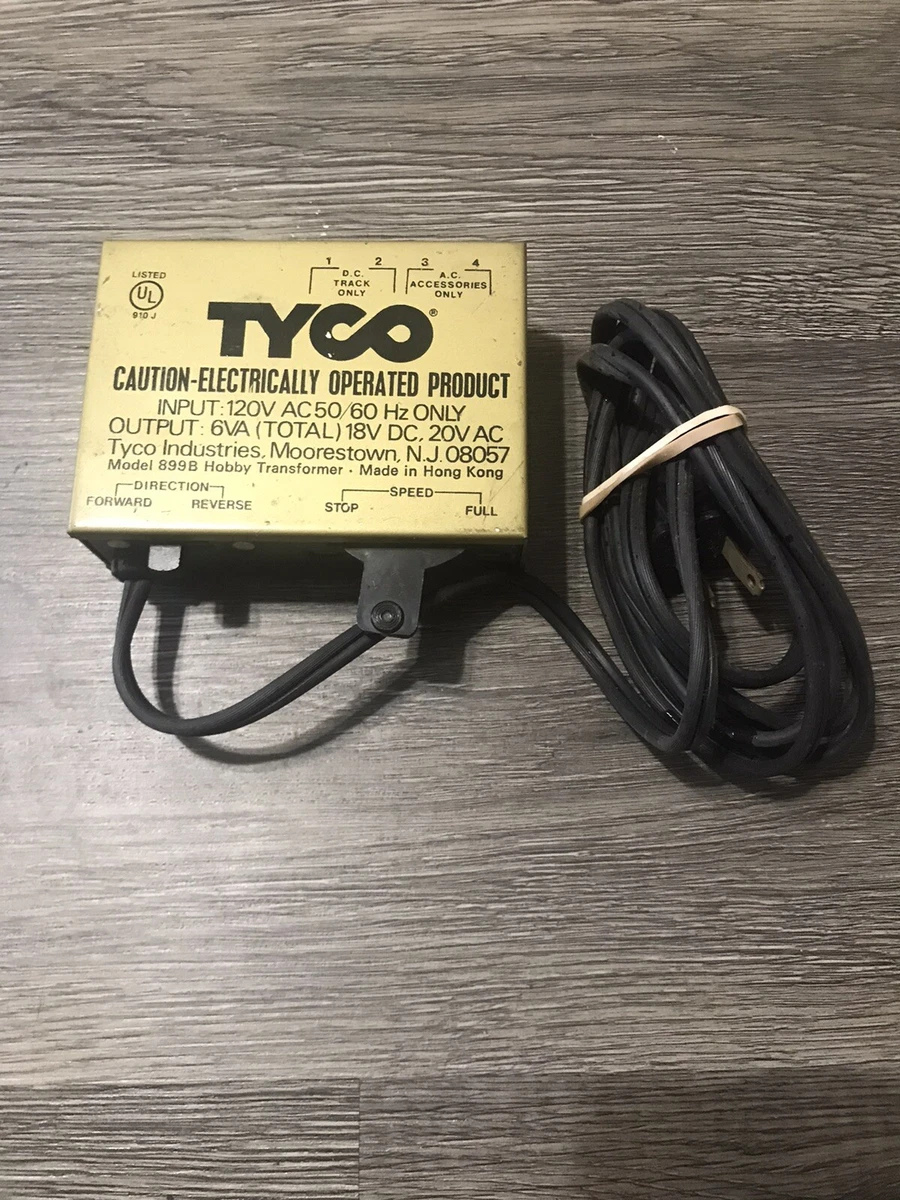 LISTED
UL
910 J
1 2 3 4
D.C.
TRACK
ONLY
A.C.
ACCESSORIES
ONLY
TYCO®
CAUTION-ELECTRICALLY OPERATED PRODUCT
INPUT: 120V AC 50/60 Hz ONLY
OUTPUT: 6VA (TOTAL) 18V DC, 20V AC
Tyco Industries, Moorestown, N.J. 08057
Model 899B Hobby Transformer · Made in Hong Kong
DIRECTION
FORWARD REVERSE
SPEED
STOP FULL